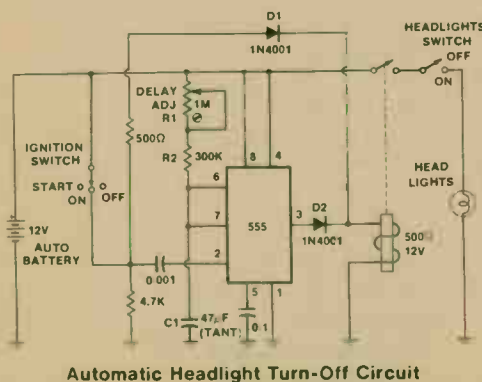 D1
1N4001
HEADLIGHTS
SWITCH
OFF
ON
DELAY
ADJ
R1
1M
500Ω
R2
300K
IGNITION
SWITCH
START
ON
OFF
8
4
6
7
2
555
3
D2
1N4001
HEAD
LIGHTS
12V
AUTO
BATTERY
0.001
5
1
4.7K
C1
47µF
(TANT)
0.1
12V
Automatic Headlight Turn-Off Circuit